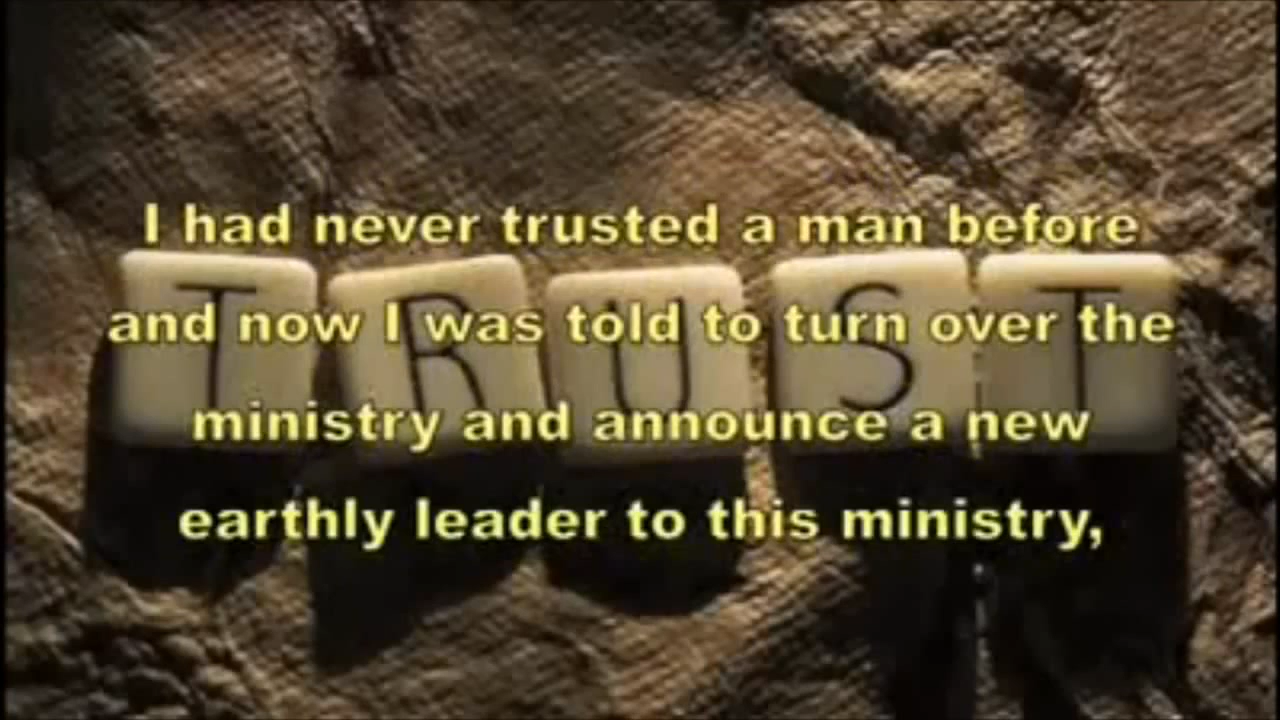 I had never trusted a man before
TRUST
and now I was told to turn over the
ministry and announce a new
earthly leader to this ministry,